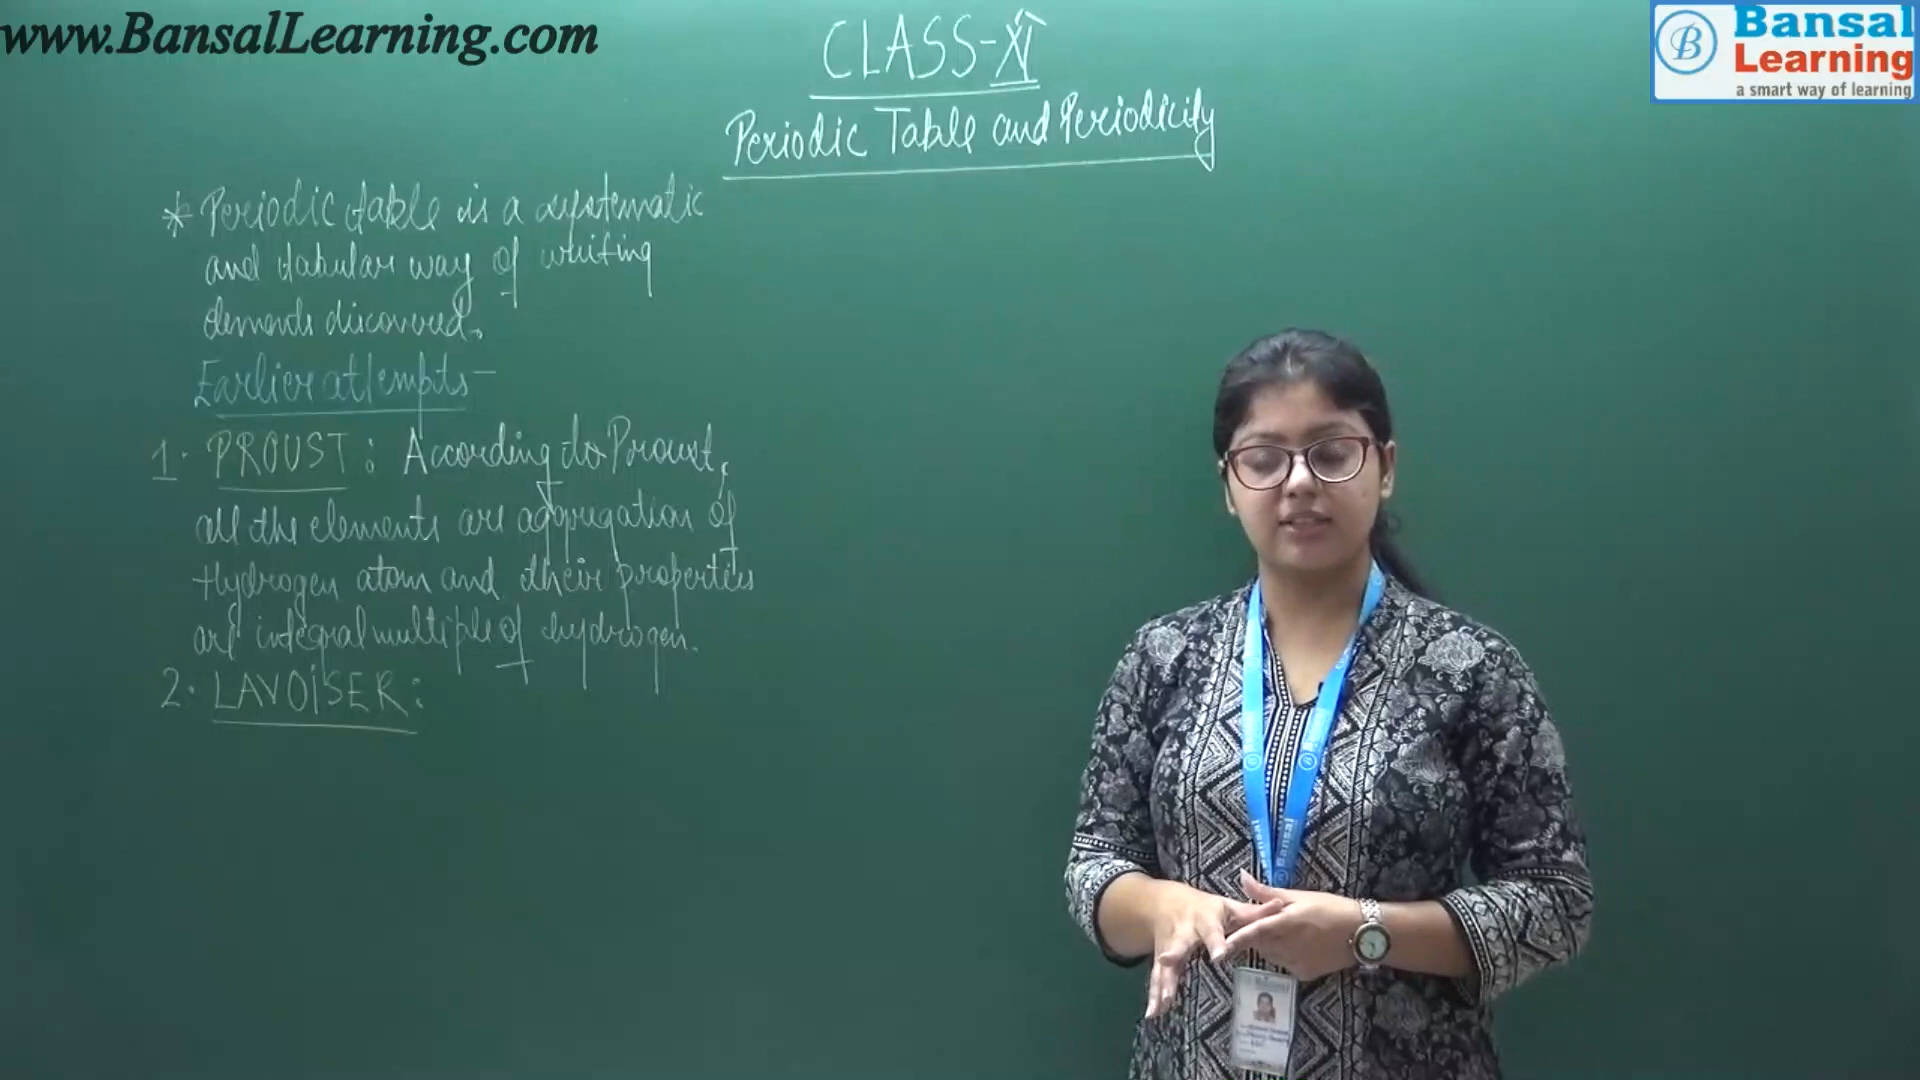 www.BansalLearning.com
CLASS-XI
Bansal
Learning
a smart way of learning
Periodic Table and Periodicity
* Periodic table is a systematic
and tabular way of writing
elements discovered.
Earlier attempts-
1. PROUST: According to Proust,
all the elements are aggregation of
Hydrogen atom and their properties
are integral multiple of hydrogen.
2. LAVOISER:
Bansal